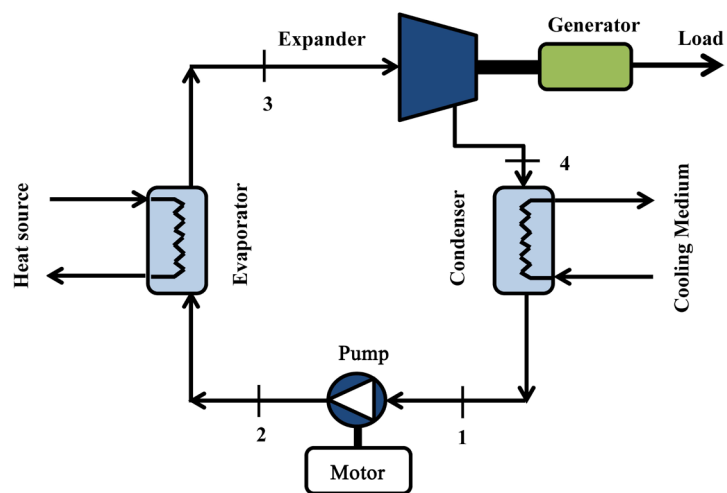 Generator
Expander
Load
3
4
Heat source
Evaporator
Condenser
Cooling Medium
Pump
2
1
Motor